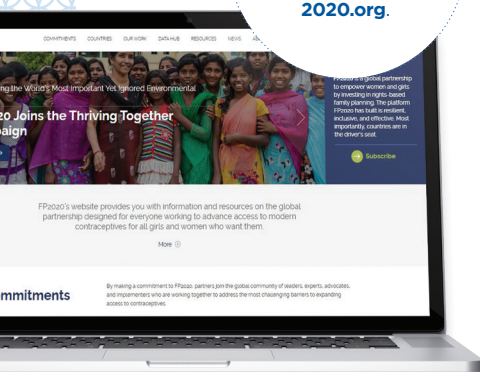 2020.org.
COMMITMENTS COUNTRIES OUR WORK DATA HUB RESOURCES NEWS
ng the World's Most Important Yet Ignored Environmental
20 Joins the Thriving Together
paign
FP2020 is a global partnership
to empower women and girls
by investing in rights-based
family planning. The platform
FP2020 has built is resilient,
inclusive, and effective. Most
importantly, countries are in
the driver's seat.
Subscribe
FP2020's website provides you with information and resources on the global
partnership designed for everyone working to advance access to modern
contraceptives for all girls and women who want them.
More
mmitments
By making a commitment to FP2020, partners join the global community of leaders, experts, advocates,
and implementers who are working together to address the most challenging barriers to expanding
access to contraceptives.